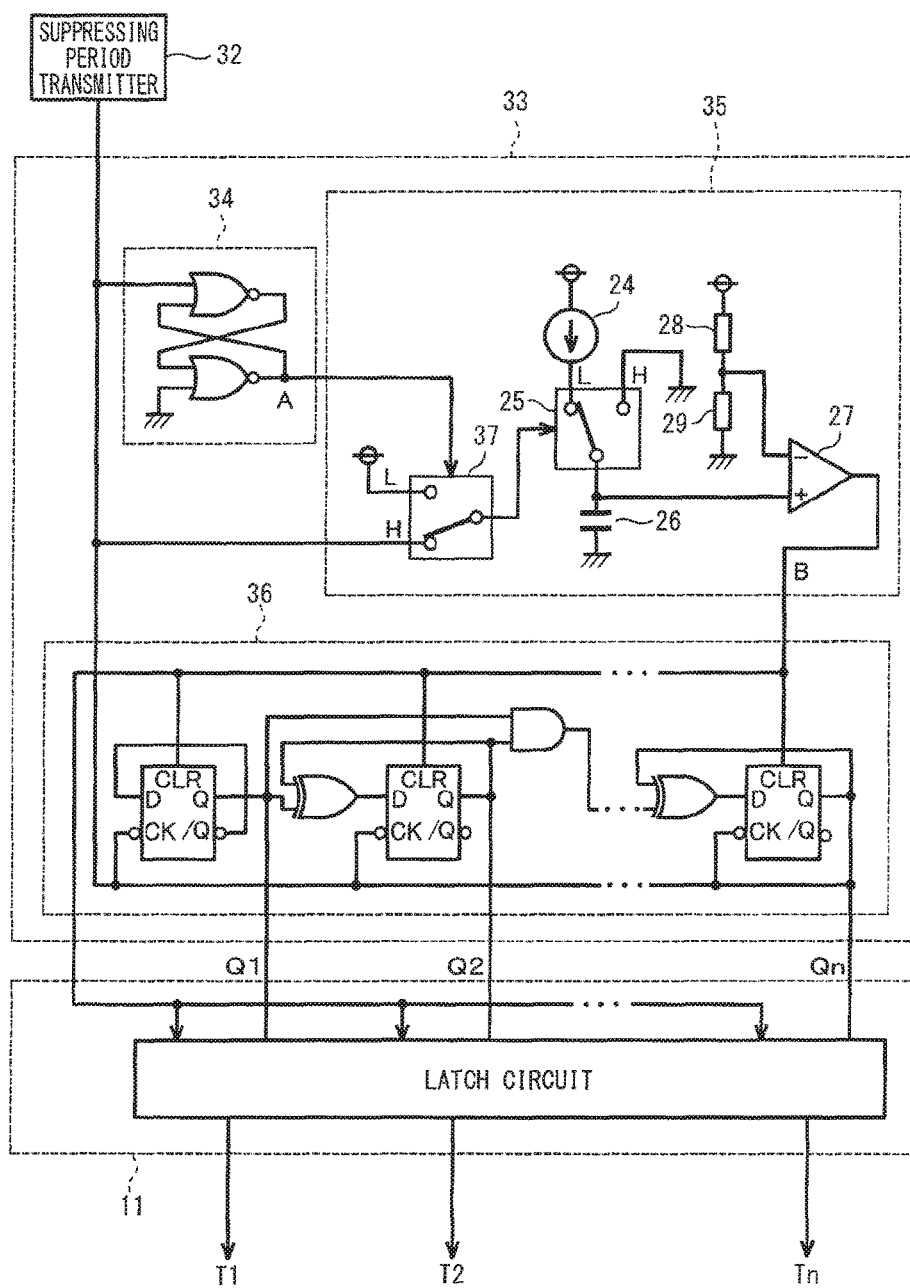 SUPPRESSING
PERIOD
TRANSMITTER
32
33
35
34
24
28
L
H
25
29
27
A
37
L
26
H
B
36
CLR
D Q
CK /Q
CLR
D Q
CK /Q
CLR
D Q
CK /Q
Q1
Q2
Qn
LATCH CIRCUIT
11
T1
T2
Tn